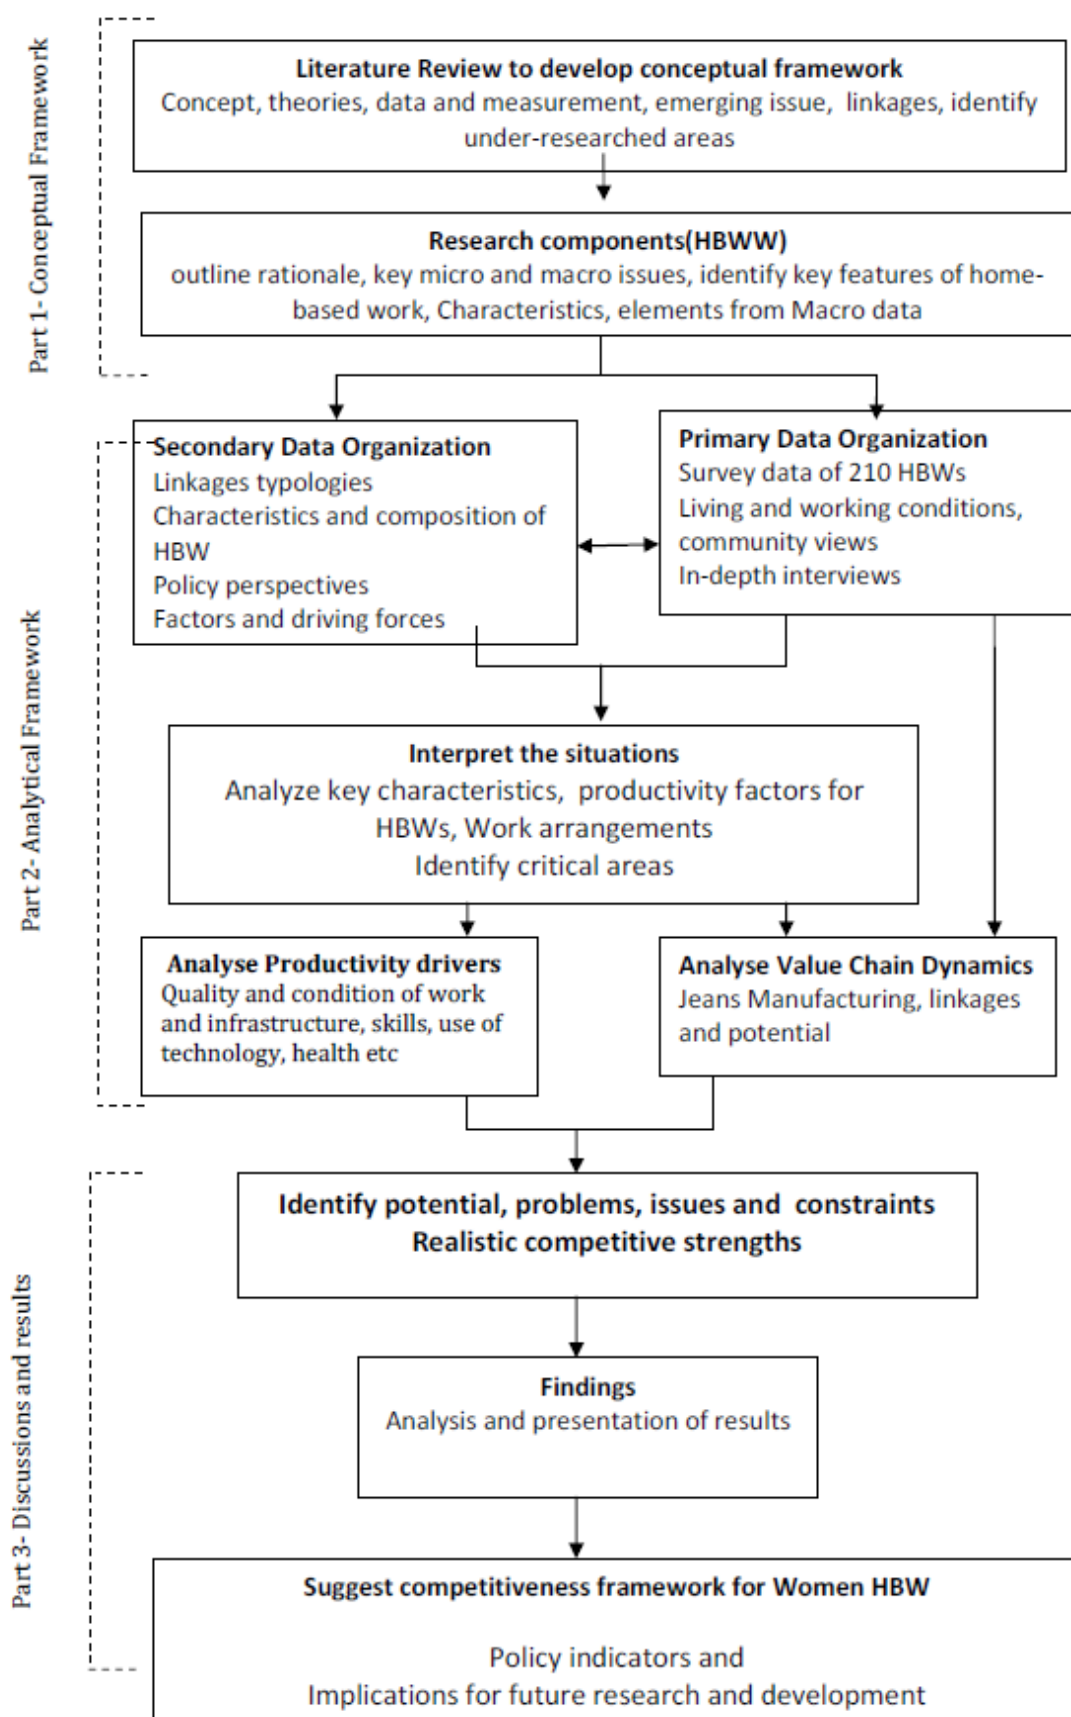 Part 1- Conceptual Framework
Literature Review to develop conceptual framework
Concept, theories, data and measurement, emerging issue, linkages, identify
under-researched areas
Research components(HBWW)
outline rationale, key micro and macro issues, identify key features of home-
based work, Characteristics, elements from Macro data
Part 2- Analytical Framework
Secondary Data Organization
Linkages typologies
Characteristics and composition of
HBW
Policy perspectives
Factors and driving forces
Primary Data Organization
Survey data of 210 HBWs
Living and working conditions,
community views
In-depth interviews
Interpret the situations
Analyze key characteristics, productivity factors for
HBWs, Work arrangements
Identify critical areas
Analyse Productivity drivers
Quality and condition of work
and infrastructure, skills, use of
technology, health etc
Analyse Value Chain Dynamics
Jeans Manufacturing, linkages
and potential
Part 3- Discussions and results
Identify potential, problems, issues and constraints
Realistic competitive strengths
Findings
Analysis and presentation of results
Suggest competitiveness framework for Women HBW
Policy indicators and
Implications for future research and development